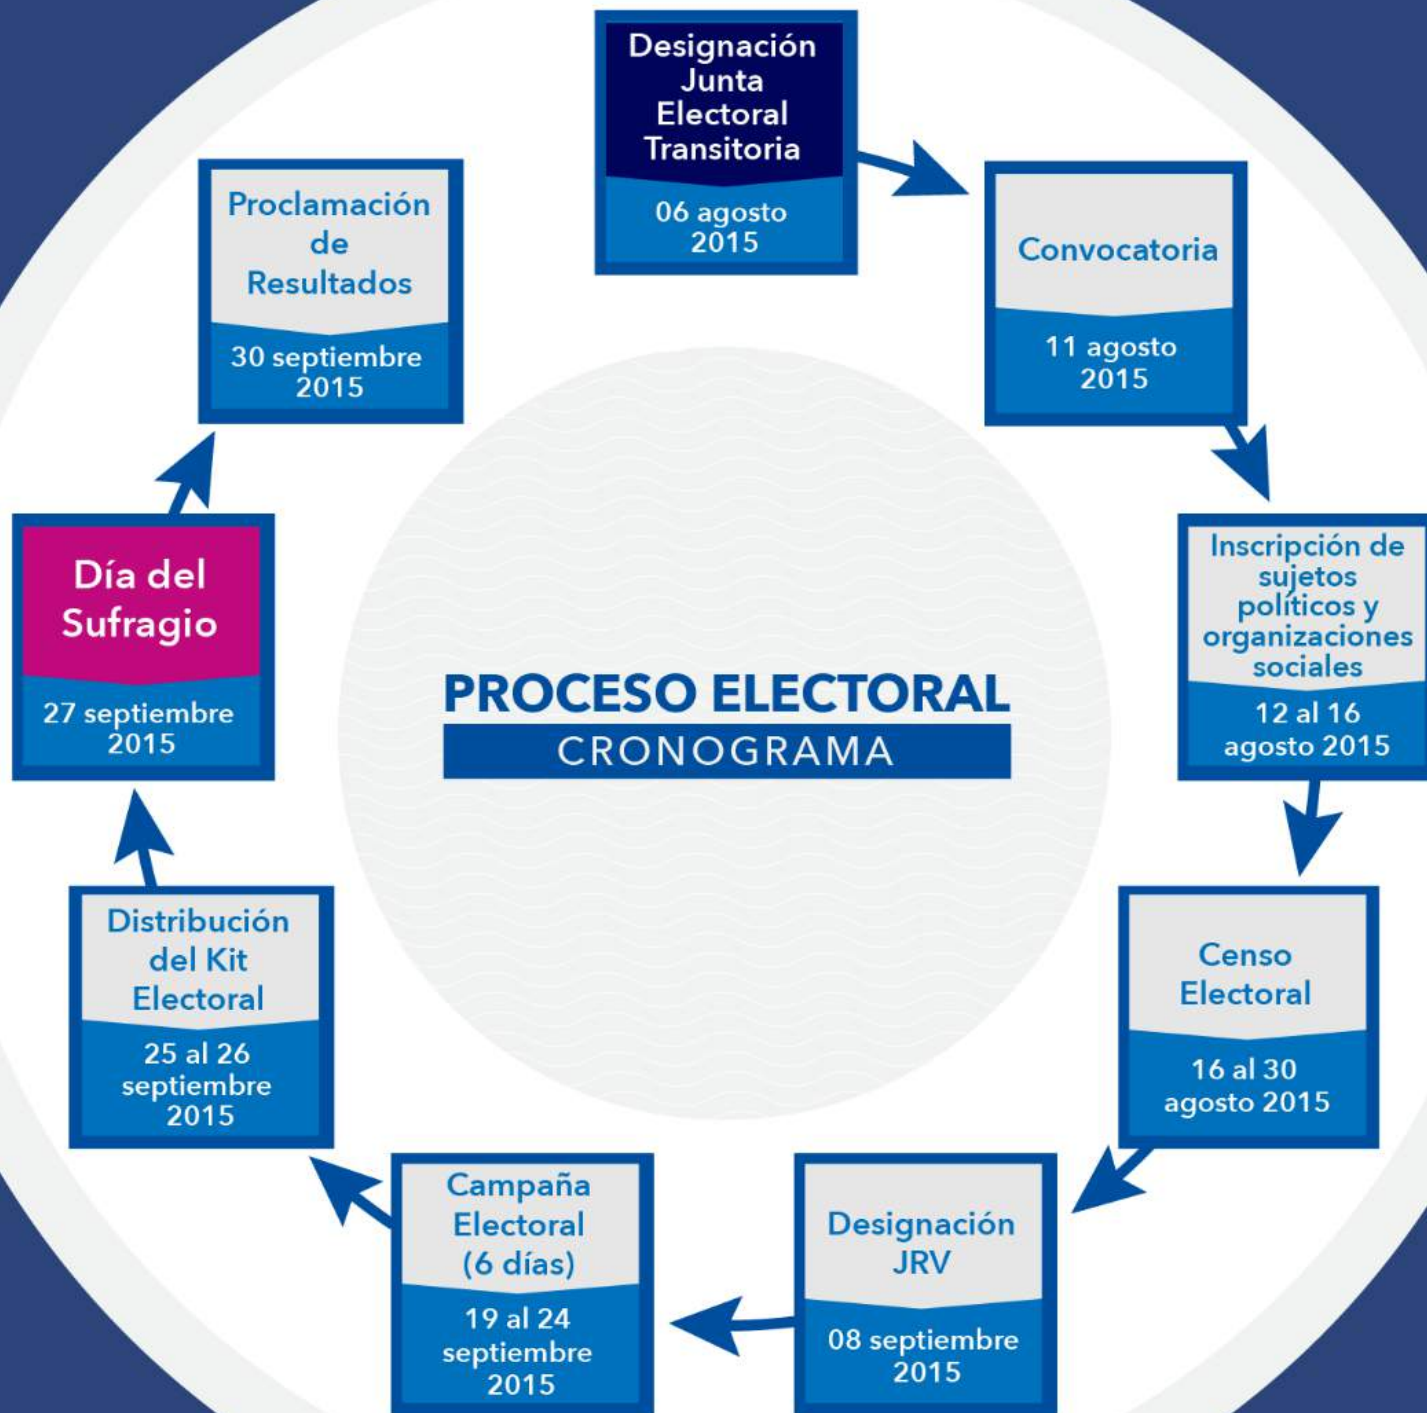 Designación
Junta
Electoral
Transitoria
06 agosto
2015
Convocatoria
11 agosto
2015
Inscripción de
sujetos
políticos y
organizaciones
sociales
12 al 16
agosto 2015
Censo
Electoral
16 al 30
agosto 2015
Designación
JRV
08 septiembre
2015
Campaña
Electoral
(6 días)
19 al 24
septiembre
2015
Distribución
del Kit
Electoral
25 al 26
septiembre
2015
Día del
Sufragio
27 septiembre
2015
Proclamación
de
Resultados
30 septiembre
2015
PROCESO ELECTORAL
CRONOGRAMA